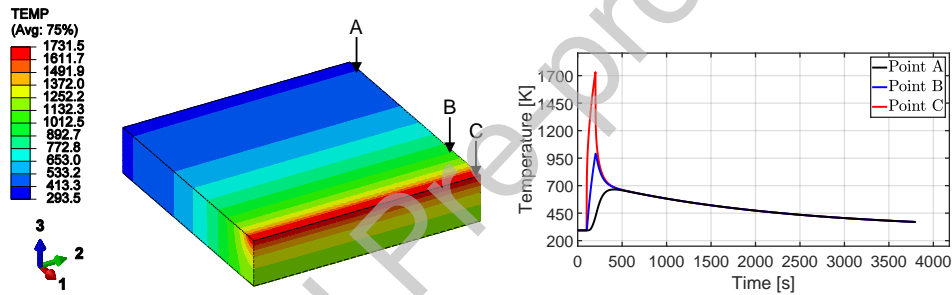 TEMP
(Avg: 75%)
1731.5
1611.7
1491.9
1372.0
1252.2
1132.3
1012.5
892.7
772.8
653.0
533.2
413.3
293.5
3
2
1
A
B
C
Pre-pro
Temperature [K]
1700
1450
1200
950
700
450
200
0 500 1000 1500 2000 2500 3000 3500 4000
Time [s]
Point A
Point B
Point C